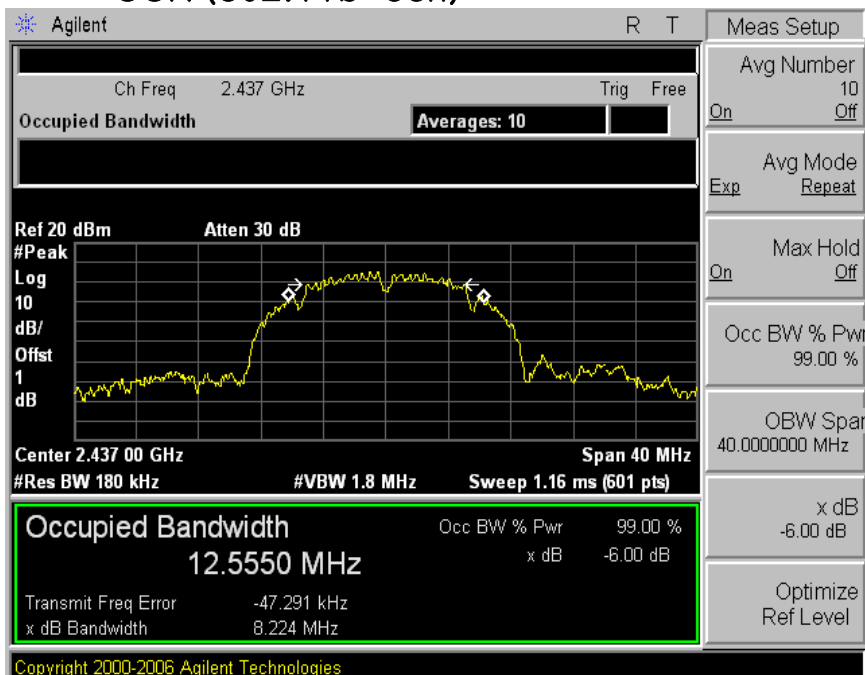 Agilent R T
Ch Freq 2.437 GHz Trig Free
Occupied Bandwidth Averages: 10
Ref 20 dBm Atten 30 dB
#Peak
Log
10
dB/
Offst
1
dB
Center 2.437 00 GHz Span 40 MHz
#Res BW 180 kHz #VBW 1.8 MHz Sweep 1.16 ms (601 pts)
Occupied Bandwidth Occ BW % Pwr 99.00 %
12.5550 MHz x dB -6.00 dB
Transmit Freq Error -47.291 kHz
x dB Bandwidth 8.224 MHz
Copyright 2000-2006 Agilent Technologies
Meas Setup
Avg Number
10
On Off
Avg Mode
Exp Repeat
Max Hold
On Off
Occ BW % Pwr
99.00 %
OBW Span
40.0000000 MHz
x dB
-6.00 dB
Optimize
Ref Level